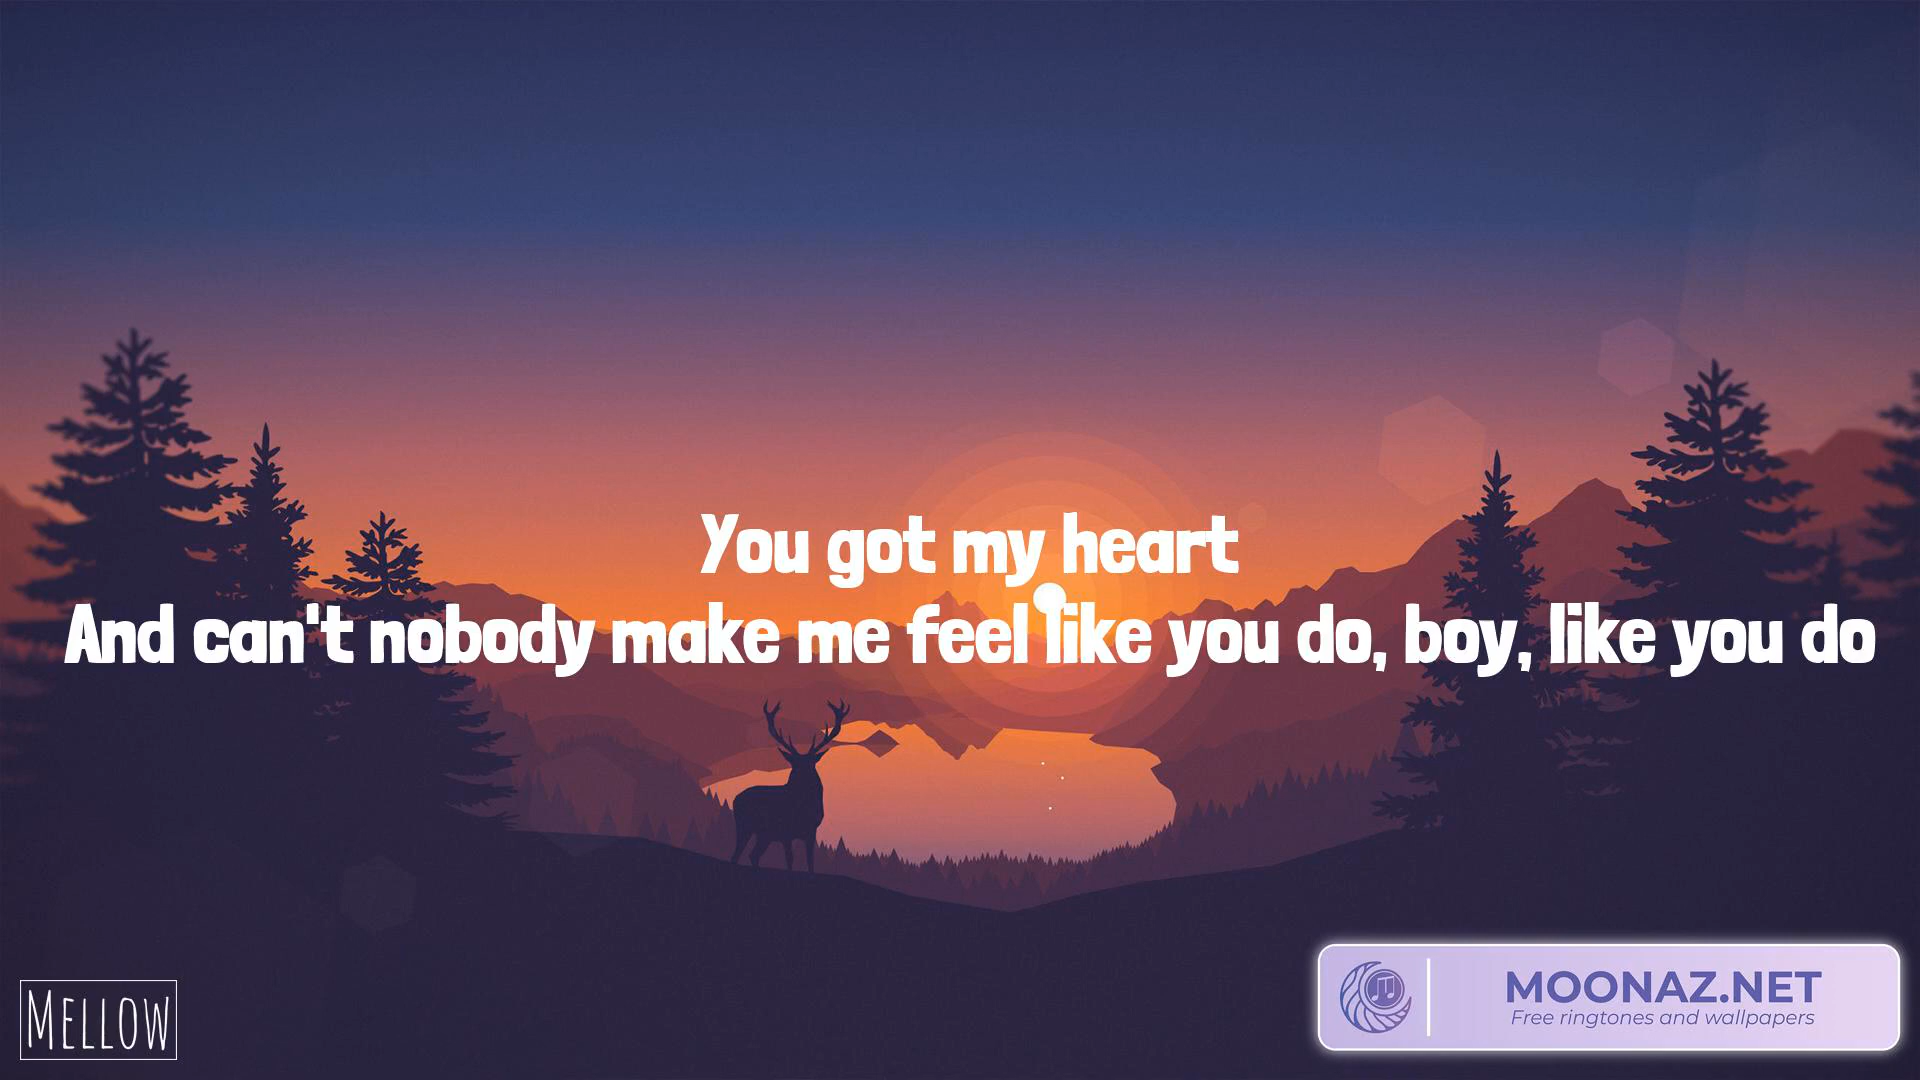 You got my heart
And can't nobody make me feel like you do, boy, like you do
MELLOW
MOONAZ.NET
Free ringtones and wallpapers